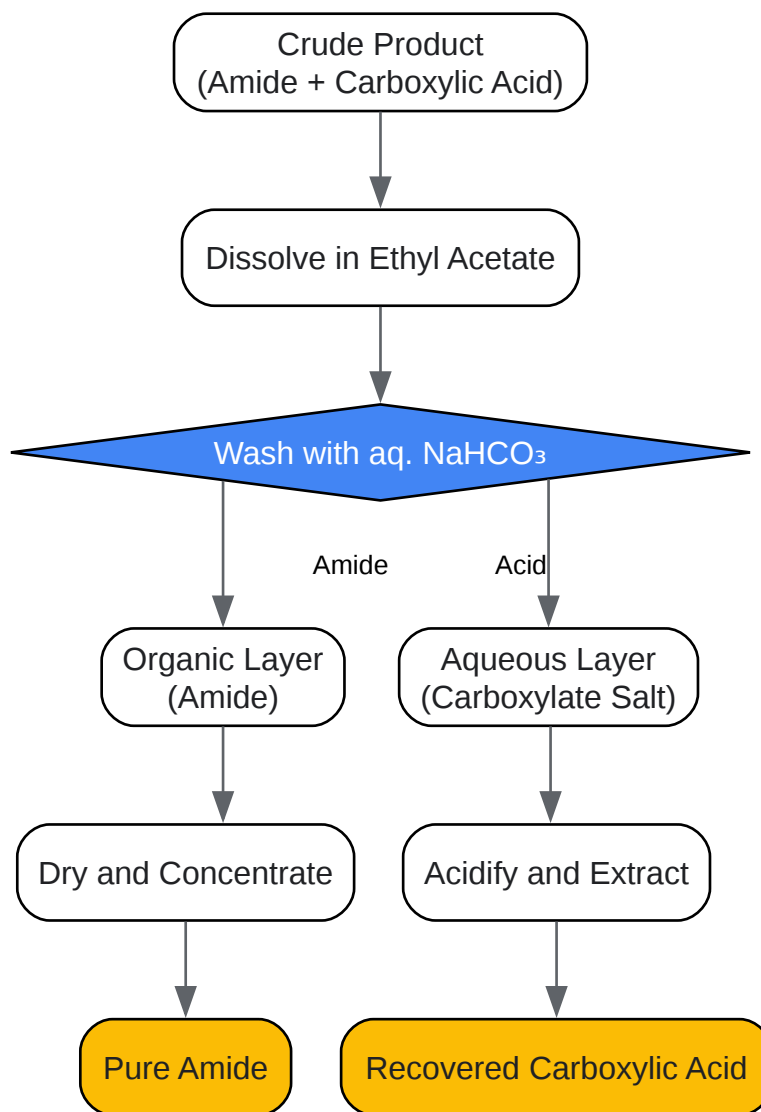 Crude Product
(Amide + Carboxylic Acid)
Dissolve in Ethyl Acetate
Wash with aq. NaHCO₃
Amide
Acid
Organic Layer
(Amide)
Aqueous Layer
(Carboxylate Salt)
Dry and Concentrate
Acidify and Extract
Pure Amide
Recovered Carboxylic Acid